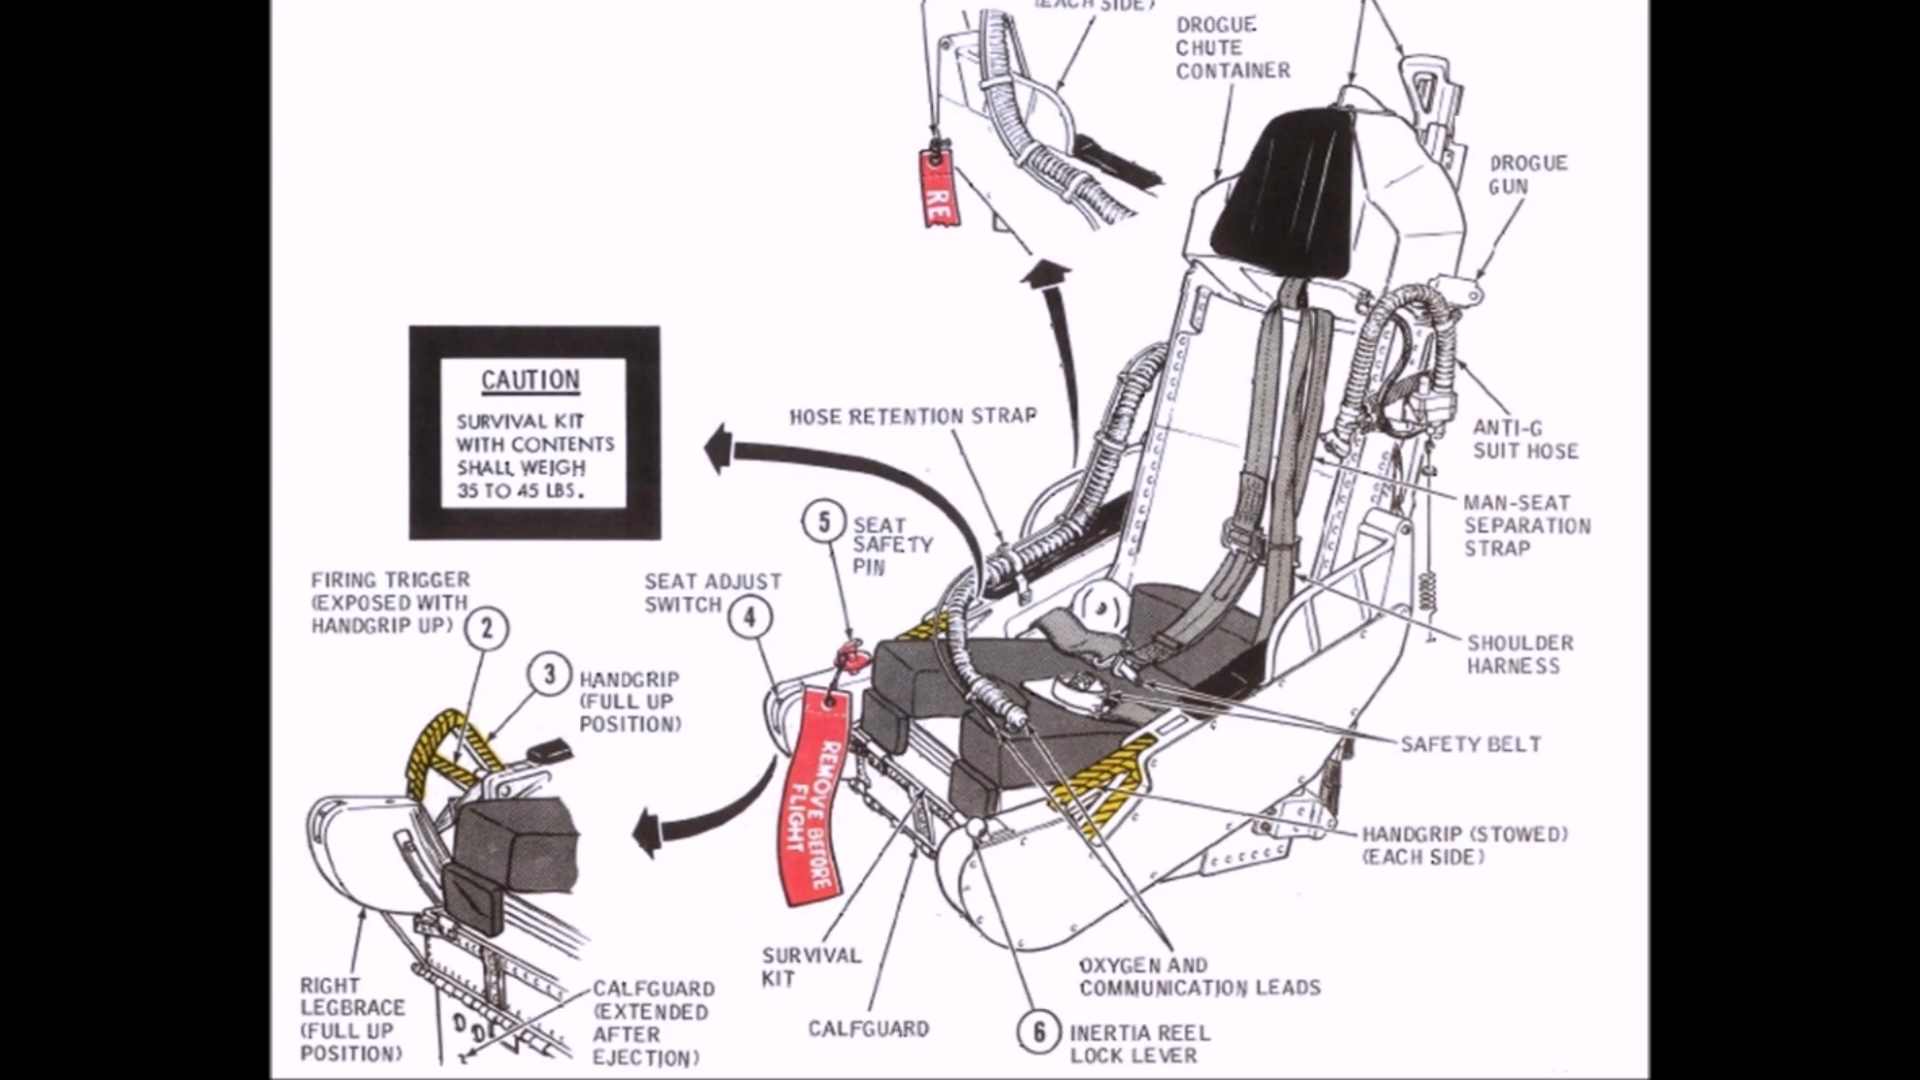 (EACH SIDE)
DROGUE
CHUTE
CONTAINER
DROGUE
GUN
RE
CAUTION
SURVIVAL KIT
WITH CONTENTS
SHALL WEIGH
35 TO 45 LBS.
HOSE RETENTION STRAP
ANTI-G
SUIT HOSE
MAN-SEAT
SEPARATION
STRAP
5 SEAT
SAFETY
PIN
FIRING TRIGGER
(EXPOSED WITH
HANDGRIP UP) 2
SEAT ADJUST
SWITCH 4
3 HANDGRIP
(FULL UP
POSITION)
SHOULDER
HARNESS
SAFETY BELT
REMOVE BEFORE
FLIGHT
HANDGRIP (STOWED)
(EACH SIDE)
SURVIVAL
KIT
OXYGEN AND
COMMUNICATION LEADS
RIGHT
LEGBRACE
(FULL UP
POSITION)
CALFGUARD
(EXTENDED
AFTER
EJECTION)
CALFGUARD
6 INERTIA REEL
LOCK LEVER